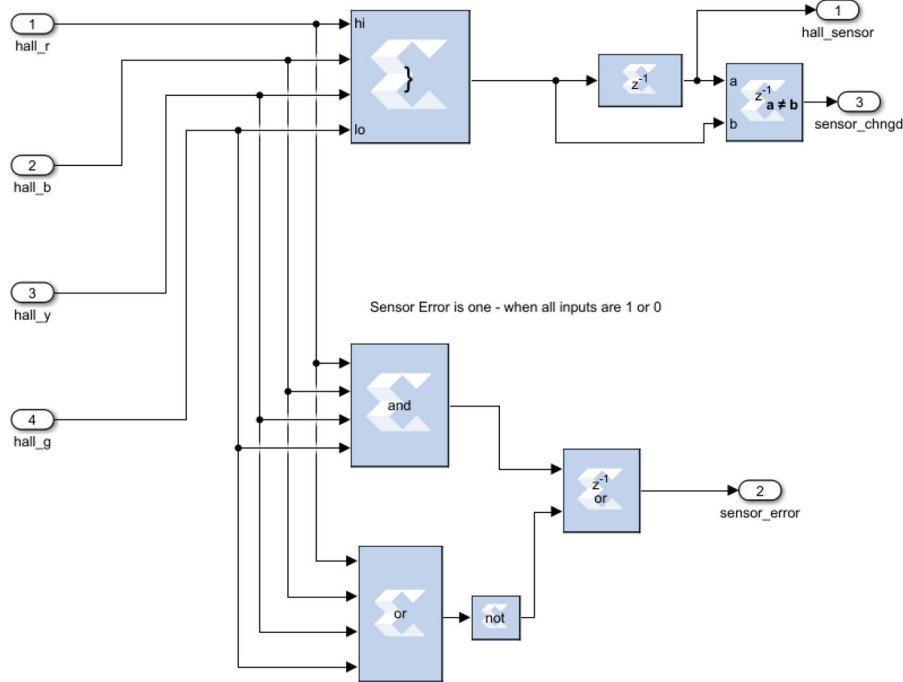 1
hall_r
2
hall_b
3
hall_y
4
hall_g
hi
lo
}
z-1
a
b
z-1
a ≠ b
1
hall_sensor
3
sensor_chngd
Sensor Error is one - when all inputs are 1 or 0
and
or
not
z-1
or
2
sensor_error